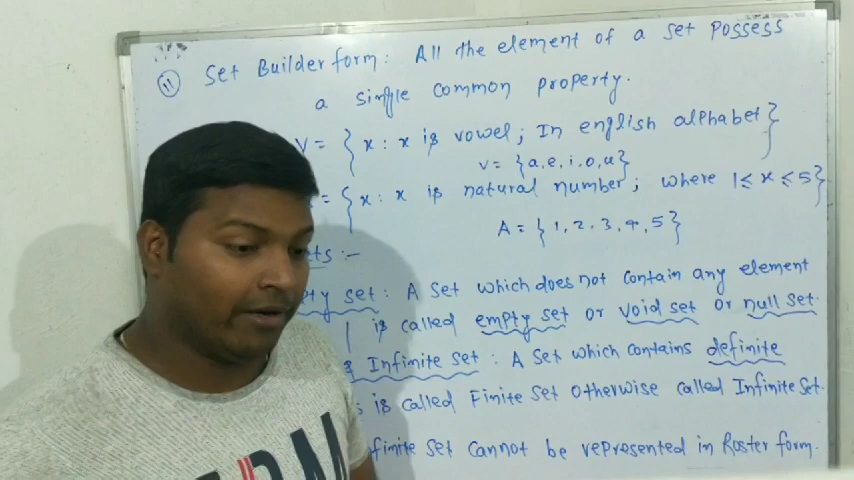 (ii) Set Builder form: All the element of a set possess
a single common property.
V = { x : x is vowel; In english alphabet }
V = {a, e, i, o, u}
= { x : x is natural number; where 1 ≤ x ≤ 5 }
A = { 1, 2, 3, 4, 5 }
ets :-
ty set : A set which does not contain any element
is called empty set or void set or null set.
Infinite set : A set which contains definite
is called Finite set Otherwise called Infinite Set.
finite set cannot be represented in Roster form.